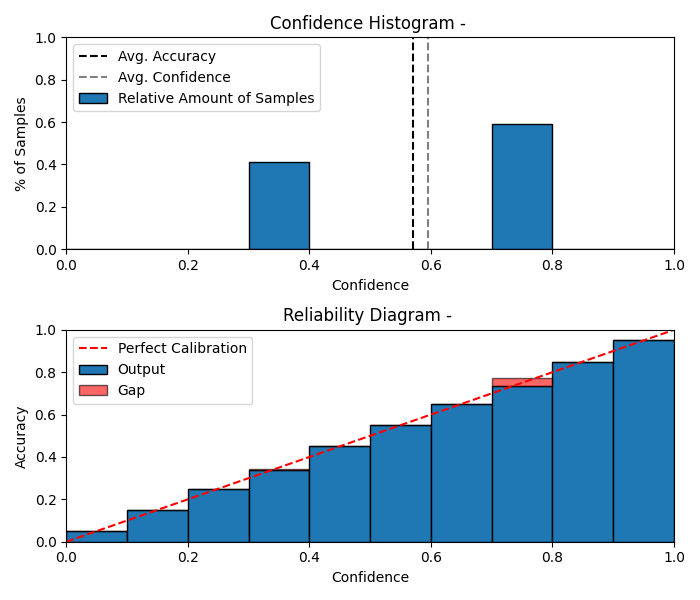 Confidence Histogram -
1.0
0.8
0.6
0.4
0.2
0.0
% of Samples
Avg. Accuracy
Avg. Confidence
Relative Amount of Samples
0.0 0.2 0.4 0.6 0.8 1.0
Confidence
Reliability Diagram -
1.0
0.8
0.6
0.4
0.2
0.0
Accuracy
Perfect Calibration
Output
Gap
0.0 0.2 0.4 0.6 0.8 1.0
Confidence